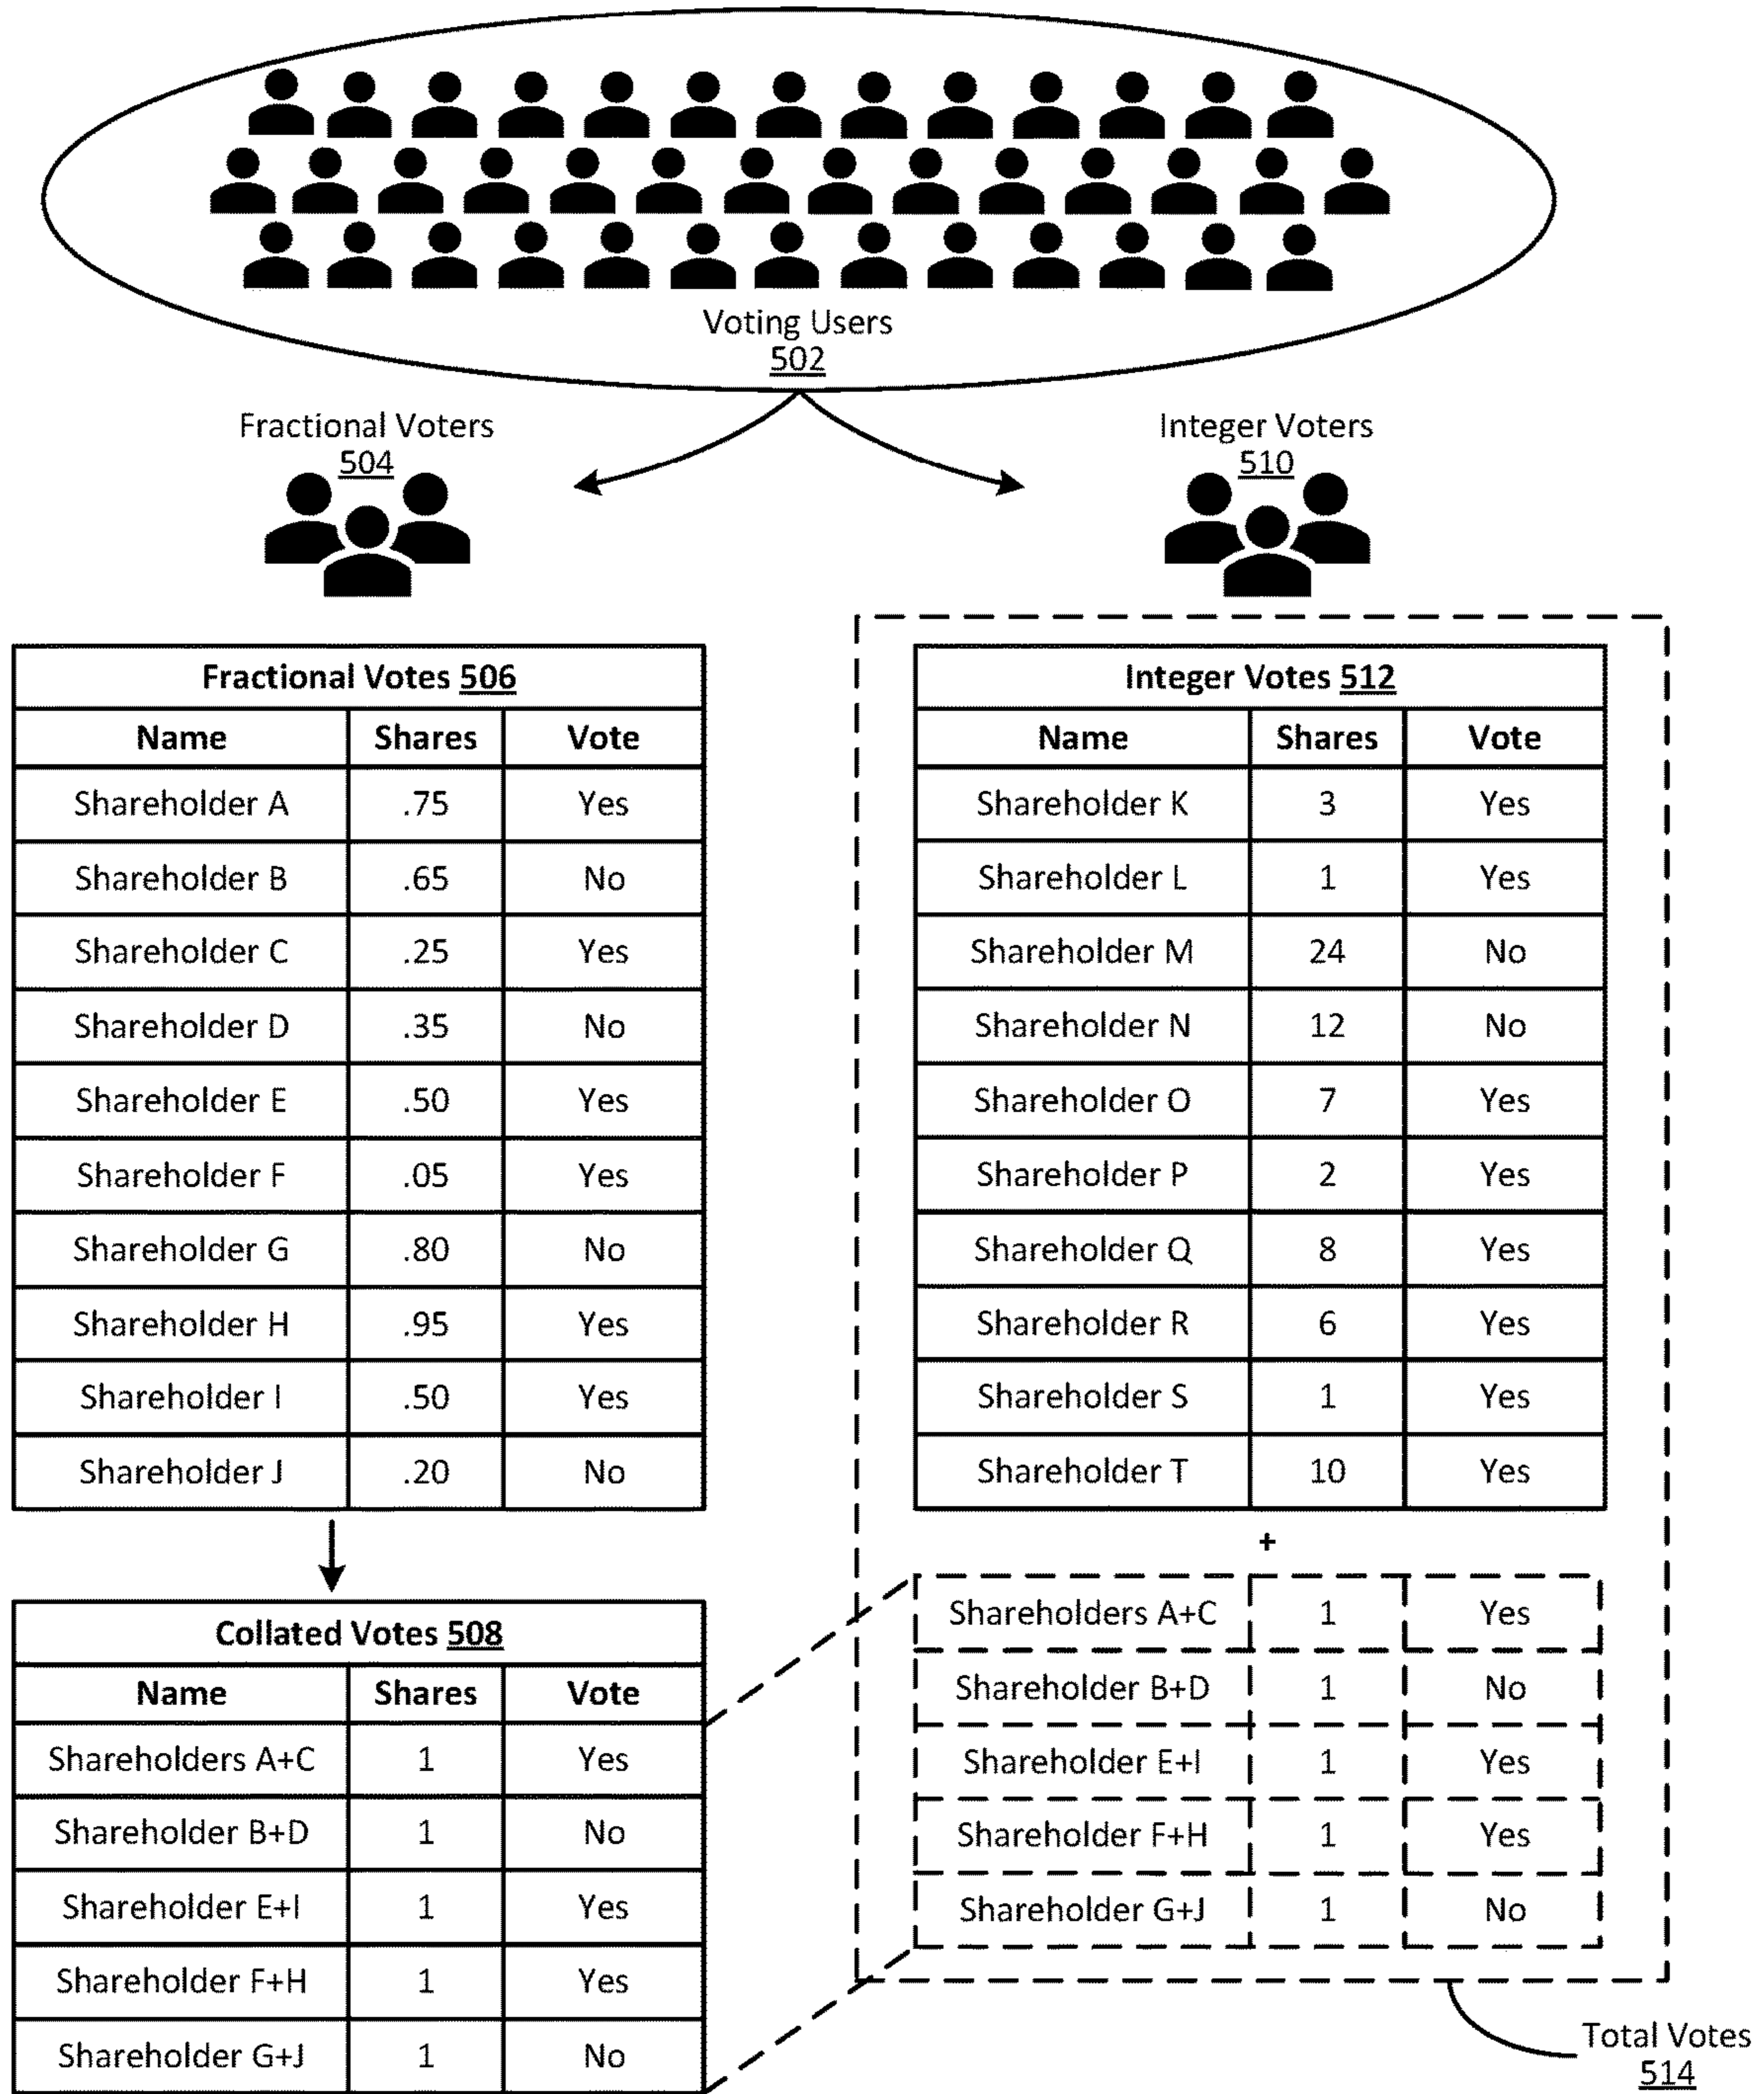 Voting Users
502
Fractional Voters
504
Integer Voters
510
Fractional Votes 506
Name Shares Vote
Shareholder A .75 Yes
Shareholder B .65 No
Shareholder C .25 Yes
Shareholder D .35 No
Shareholder E .50 Yes
Shareholder F .05 Yes
Shareholder G .80 No
Shareholder H .95 Yes
Shareholder I .50 Yes
Shareholder J .20 No
Integer Votes 512
Name Shares Vote
Shareholder K 3 Yes
Shareholder L 1 Yes
Shareholder M 24 No
Shareholder N 12 No
Shareholder O 7 Yes
Shareholder P 2 Yes
Shareholder Q 8 Yes
Shareholder R 6 Yes
Shareholder S 1 Yes
Shareholder T 10 Yes
+
Shareholders A+C 1 Yes
Shareholder B+D 1 No
Shareholder E+I 1 Yes
Shareholder F+H 1 Yes
Shareholder G+J 1 No
Collated Votes 508
Name Shares Vote
Shareholders A+C 1 Yes
Shareholder B+D 1 No
Shareholder E+I 1 Yes
Shareholder F+H 1 Yes
Shareholder G+J 1 No
Total Votes
514